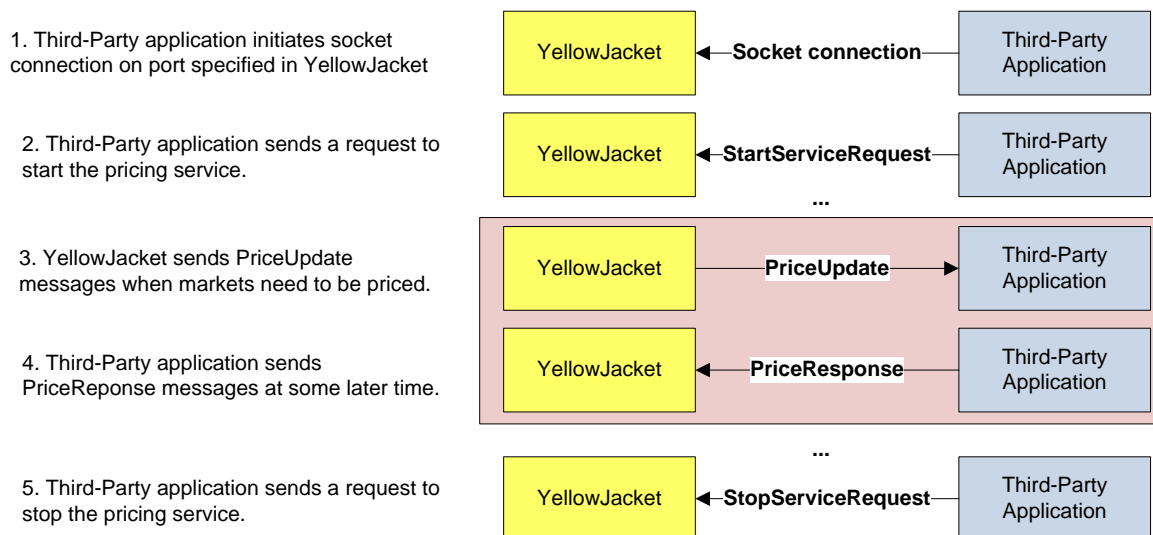 1. Third-Party application initiates socket
connection on port specified in YellowJacket
YellowJacket
Socket connection
Third-Party
Application
2. Third-Party application sends a request to
start the pricing service.
YellowJacket
StartServiceRequest
Third-Party
Application
...
3. YellowJacket sends PriceUpdate
messages when markets need to be priced.
YellowJacket
PriceUpdate
Third-Party
Application
4. Third-Party application sends
PriceReponse messages at some later time.
YellowJacket
PriceResponse
Third-Party
Application
...
5. Third-Party application sends a request to
stop the pricing service.
YellowJacket
StopServiceRequest
Third-Party
Application